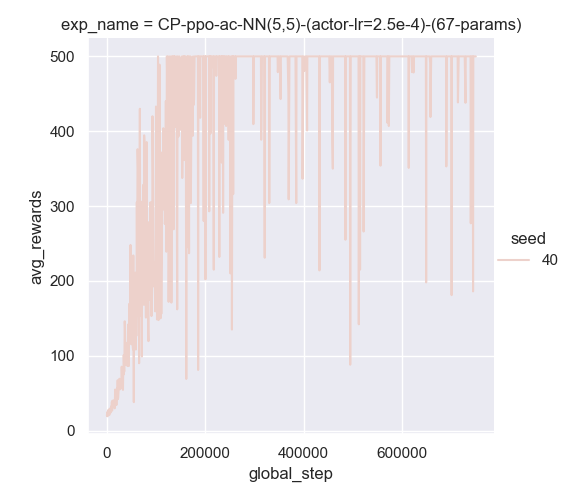 exp_name = CP-ppo-ac-NN(5,5)-(actor-lr=2.5e-4)-(67-params)
500
400
300
200
100
0
avg_rewards
seed
40
0 200000 400000 600000
global_step